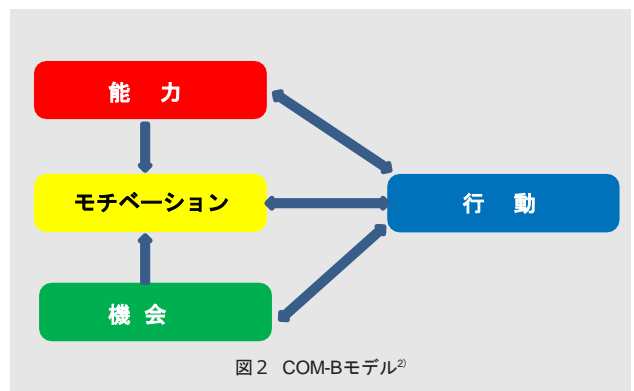 能 力
モチベーション
行 動
機 会
図２ COM-Bモデル2)